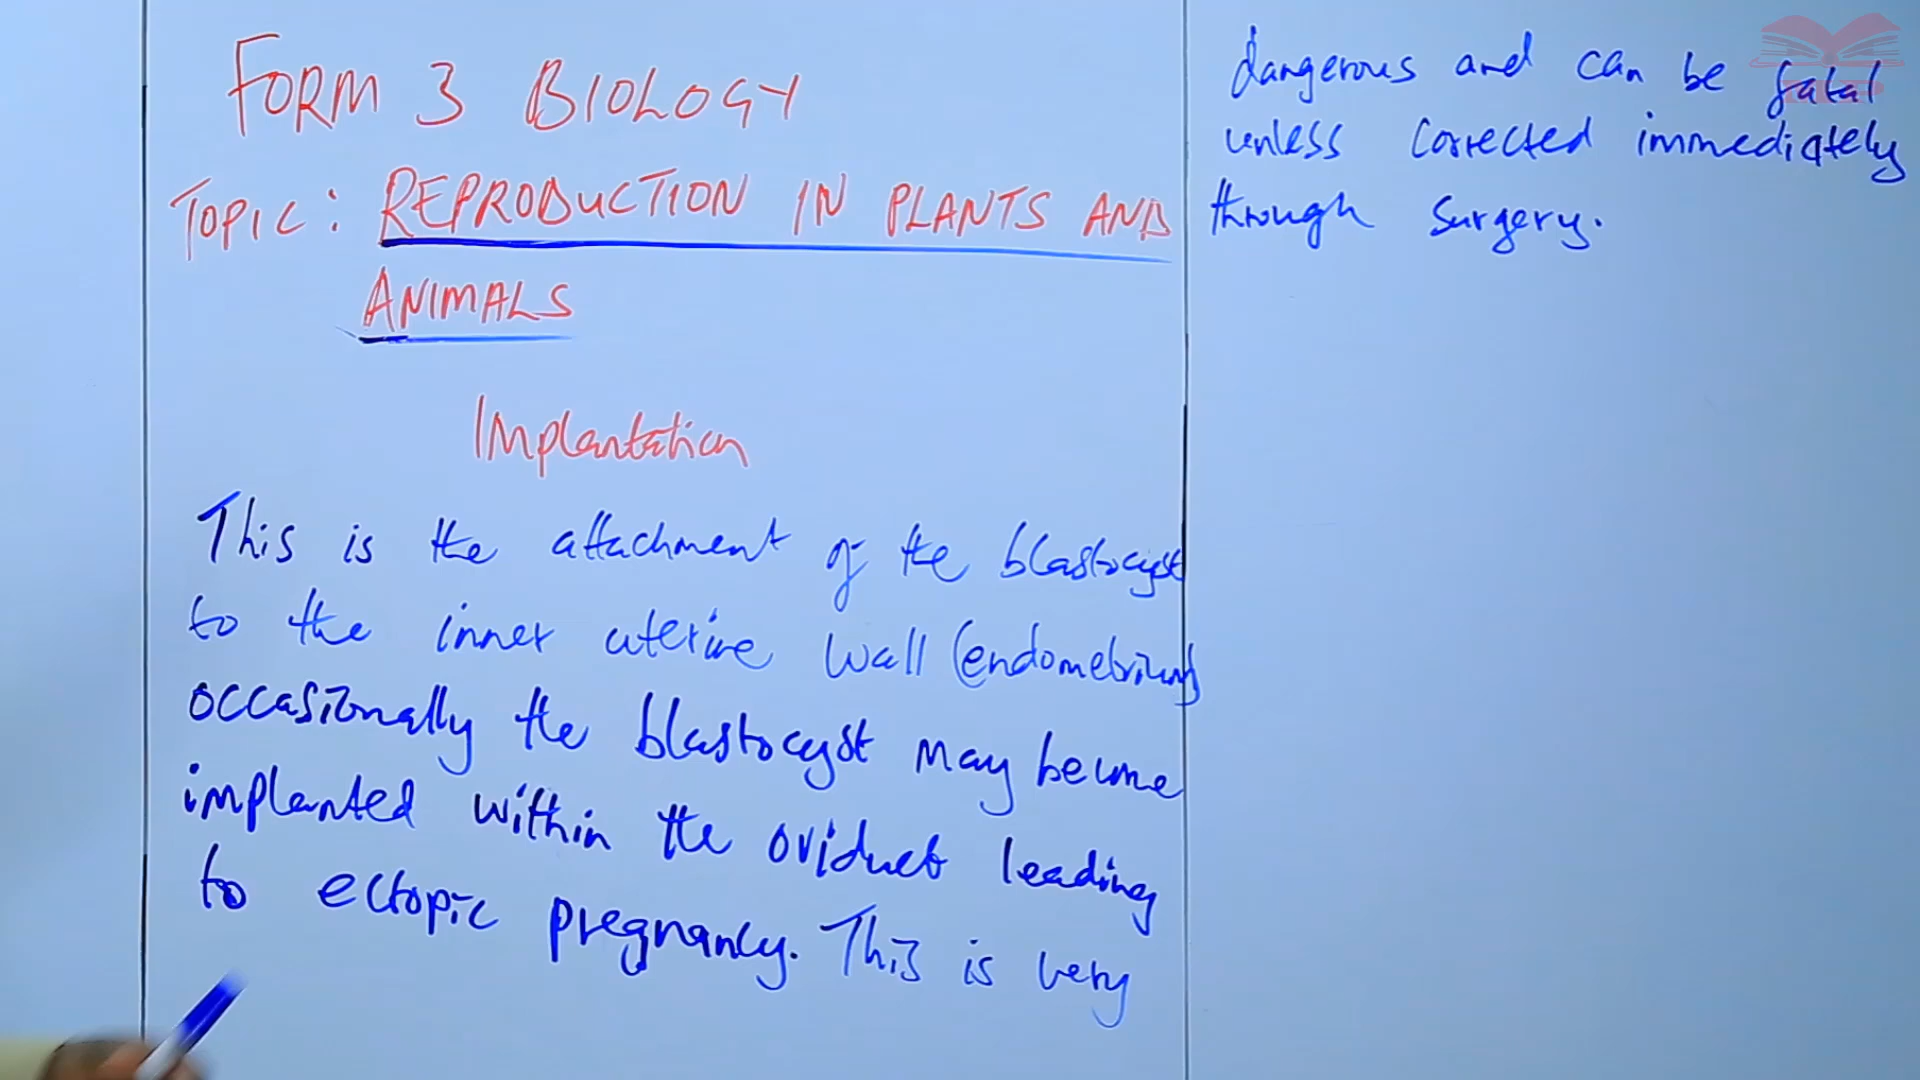 FORM 3 BIOLOGY
TOPIC: REPRODUCTION IN PLANTS AND
ANIMALS
Implantation
This is the attachment of the blastocyst
to the inner uterine wall (endometrium)
occasionally the blastocyst may become
implanted within the oviduct leading
to ectopic pregnancy. This is very
dangerous and can be fatal
unless corrected immediately
through surgery.